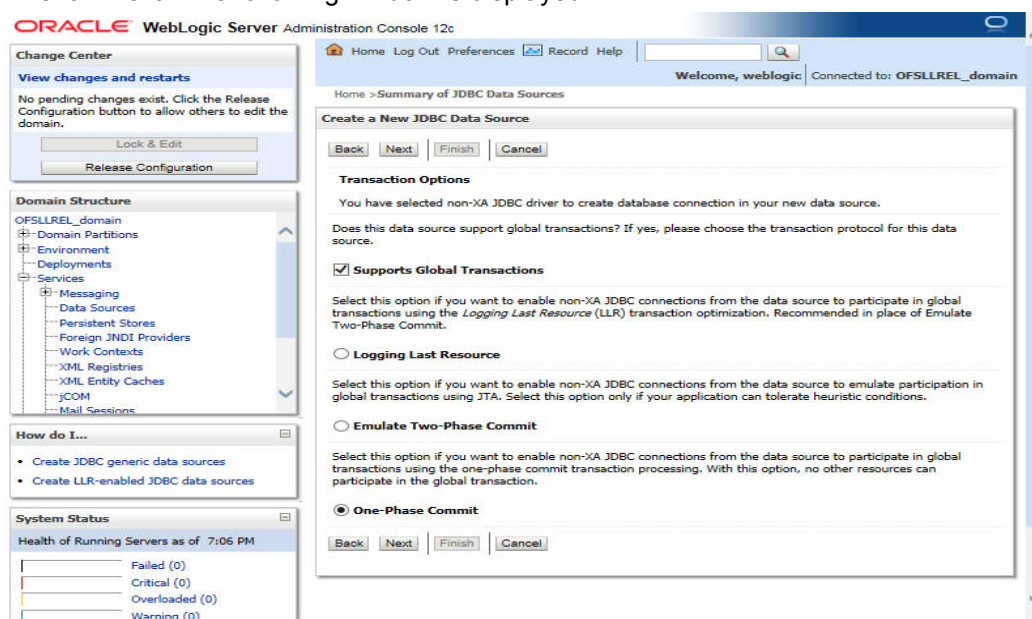 ORACLE WebLogic Server Administration Console 12c
Change Center
View changes and restarts
No pending changes exist. Click the Release
Configuration button to allow others to edit the
domain.
Lock & Edit
Release Configuration
Domain Structure
OFSLLREL_domain
Domain Partitions
Environment
Deployments
Services
Messaging
Data Sources
Persistent Stores
Foreign JNDI Providers
Work Contexts
XML Registries
XML Entity Caches
jCOM
Mail Sessions
How do I...
Create JDBC generic data sources
Create LLR-enabled JDBC data sources
System Status
Health of Running Servers as of 7:06 PM
Failed (0)
Critical (0)
Overloaded (0)
Warning (0)
Home Log Out Preferences Record Help
Welcome, weblogic Connected to: OFSLLREL_domain
Home >Summary of JDBC Data Sources
Create a New JDBC Data Source
Back Next Finish Cancel
Transaction Options
You have selected non-XA JDBC driver to create database connection in your new data source.
Does this data source support global transactions? If yes, please choose the transaction protocol for this data
source.
Supports Global Transactions
Select this option if you want to enable non-XA JDBC connections from the data source to participate in global
transactions using the Logging Last Resource (LLR) transaction optimization. Recommended in place of Emulate
Two-Phase Commit.
Logging Last Resource
Select this option if you want to enable non-XA JDBC connections from the data source to emulate participation in
global transactions using JTA. Select this option only if your application can tolerate heuristic conditions.
Emulate Two-Phase Commit
Select this option if you want to enable non-XA JDBC connections from the data source to participate in global
transactions using the one-phase commit transaction processing. With this option, no other resources can
participate in the global transaction.
One-Phase Commit
Back Next Finish Cancel